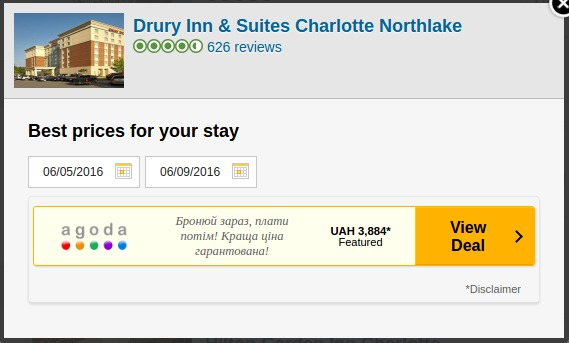 Drury Inn & Suites Charlotte Northlake
626 reviews
Best prices for your stay
06/05/2016 06/09/2016
agoda
Бронюй зараз, плати
потім! Краща ціна
гарантована!
UAH 3,884*
Featured
View
Deal
*Disclaimer